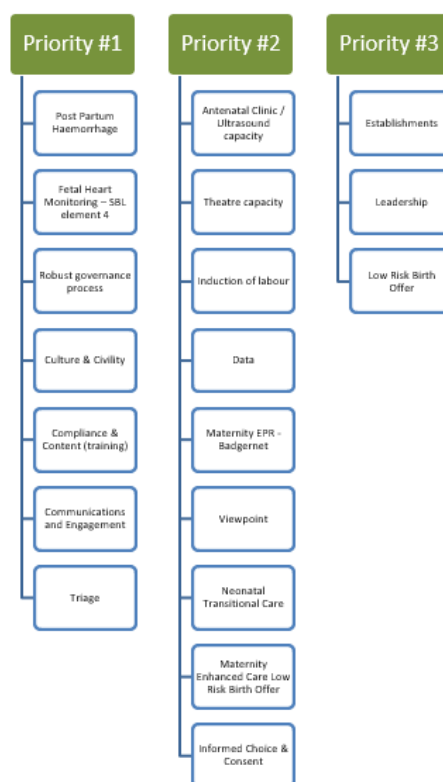 Priority #1
Post Partum
Haemorrhage
Fetal Heart
Monitoring – SBL
element 4
Robust governance
process
Culture & Civility
Compliance &
Content (training)
Communications
and Engagement
Triage
Priority #2
Antenatal Clinic /
Ultrasound
capacity
Theatre capacity
Induction of labour
Data
Maternity EPR -
Badgernet
Viewpoint
Neonatal
Transitional Care
Maternity
Enhanced Care Low
Risk Birth Offer
Informed Choice &
Consent
Priority #3
Establishments
Leadership
Low Risk Birth
Offer